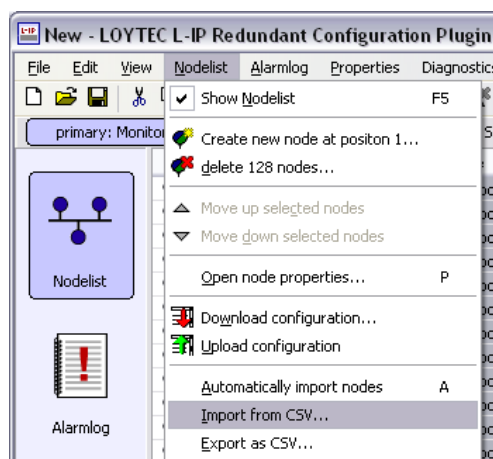 L-IP New - LOYTEC L-IP Redundant Configuration Plugin
File Edit View Nodelist Alarmlog Properties Diagnostics
Show Nodelist F5
primary: Monitor
Create new node at positon 1...
delete 128 nodes...
Move up selected nodes
Move down selected nodes
Nodelist
Open node properties... P
Download configuration...
Upload configuration
Automatically import nodes A
Import from CSV...
Alarmlog
Export as CSV...